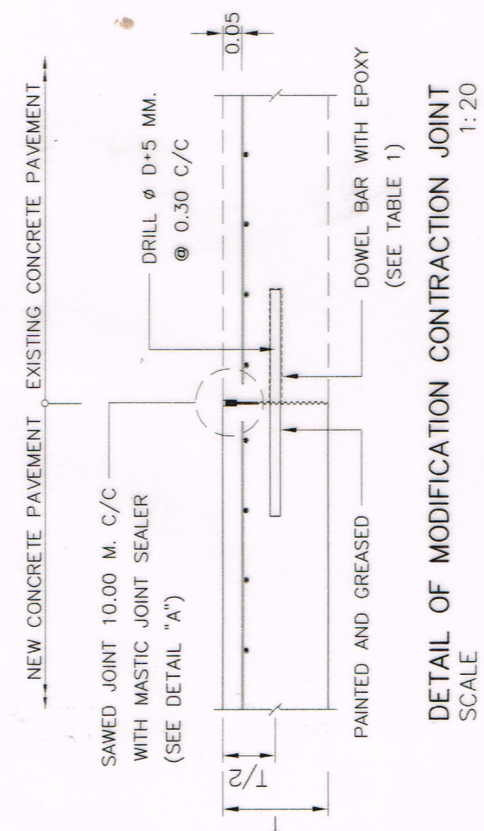 NEW CONCRETE PAVEMENT
EXISTING CONCRETE PAVEMENT
SAWED JOINT 10.00 M. C/C
WITH MASTIC JOINT SEALER
(SEE DETAIL "A")
DRILL ø D+5 MM.
@ 0.30 C/C
0.05
T/2
PAINTED AND GREASED
DOWEL BAR WITH EPOXY
(SEE TABLE 1)
DETAIL OF MODIFICATION CONTRACTION JOINT
SCALE 1:20